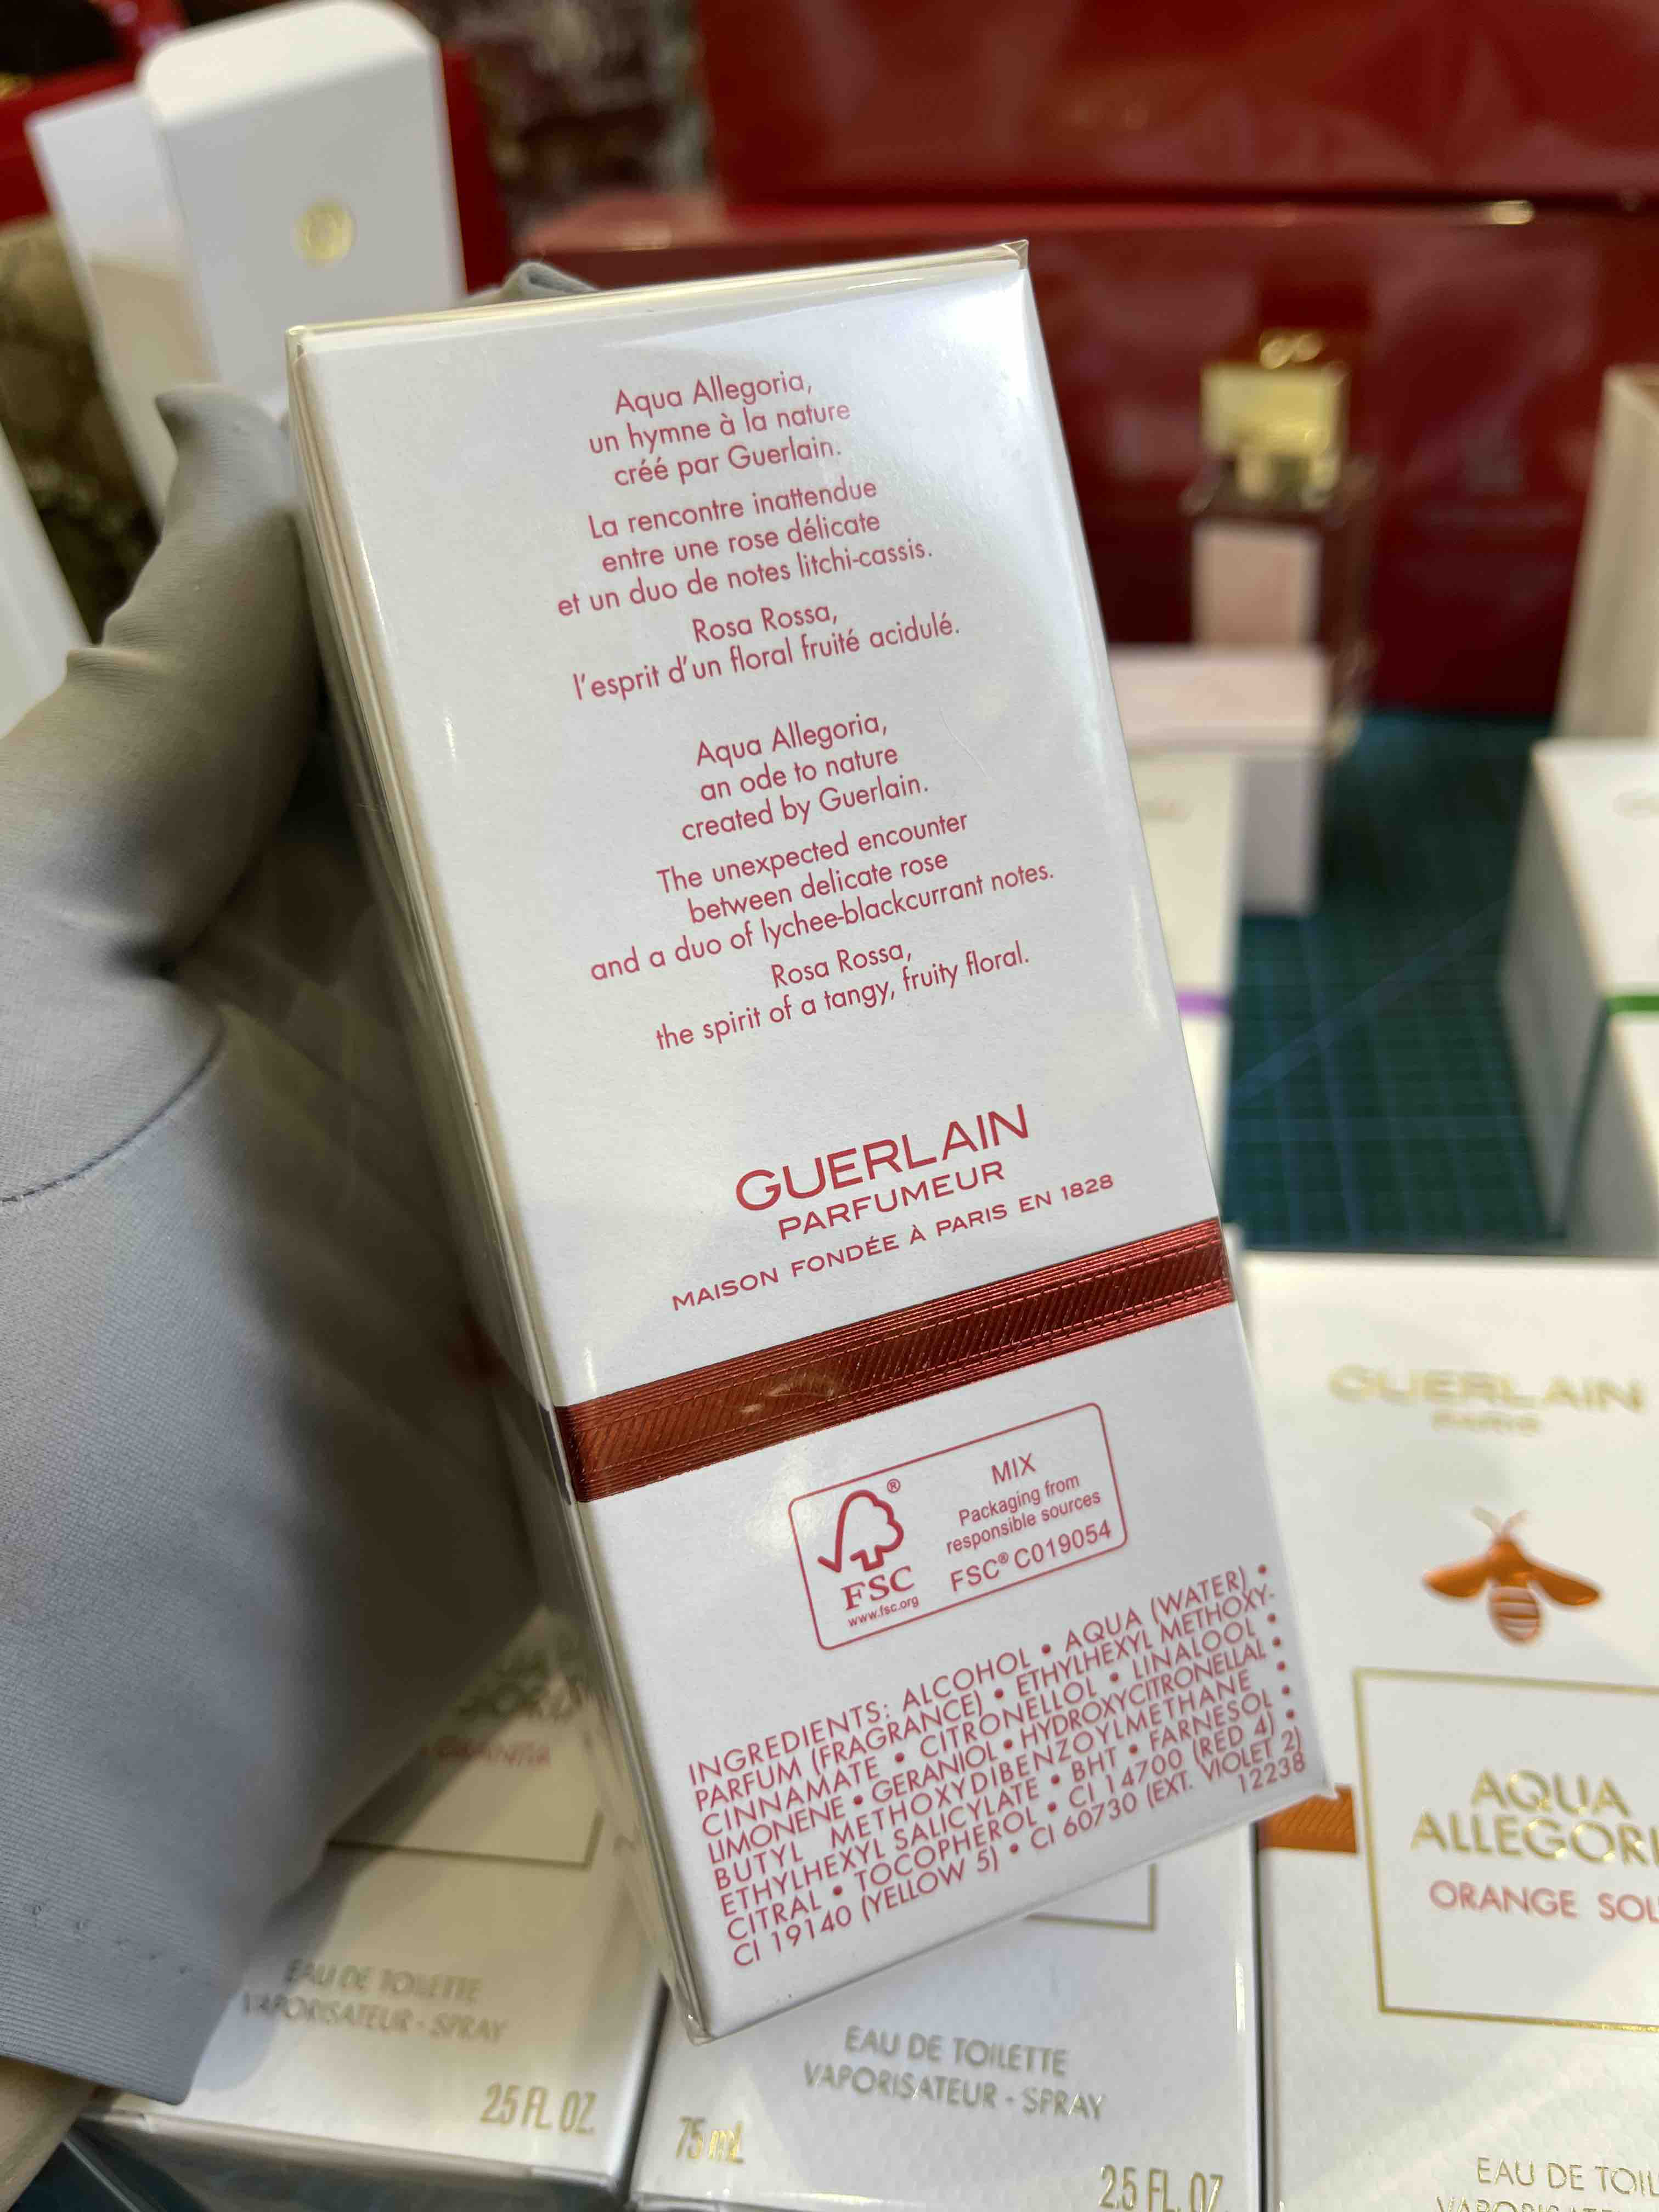 Aqua Allegoria,
un hymne à la nature
créé par Guerlain.
La rencontre inattendue
entre une rose délicate
et un duo de notes litchi-cassis.
Rosa Rossa,
l'esprit d'un floral fruité acidulé.
Aqua Allegoria,
an ode to nature
created by Guerlain.
The unexpected encounter
between delicate rose
and a duo of lychee-blackcurrant notes.
Rosa Rossa,
the spirit of a tangy, fruity floral.
GUERLAIN
PARFUMEUR
MAISON FONDÉE À PARIS EN 1828
FSC®
www.fsc.org
MIX
Packaging from
responsible sources
FSC® C019054
INGREDIENTS: ALCOHOL • AQUA (WATER) •
PARFUM (FRAGRANCE) • ETHYLHEXYL METHOXY-
CINNAMATE • CITRONELLOL • LINALOOL •
LIMONENE • GERANIOL • HYDROXYCITRONELLAL •
BUTYL METHOXYDIBENZOYLMETHANE •
ETHYLHEXYL SALICYLATE • BHT • FARNESOL •
CITRAL • TOCOPHEROL • CI 14700 (RED 4) •
CI 19140 (YELLOW 5) • CI 60730 (EXT. VIOLET 2)
12238
GUERLAIN
PARIS
AQUA
ALLEGORI
ORANGE SOL
EAU DE TOIL
EAU DE TOILETTE
VAPORISATEUR - SPRAY
2.5 FL. OZ.
EAU DE TOILETTE
VAPORISATEUR - SPRAY
75 mL
2.5 FL. OZ.